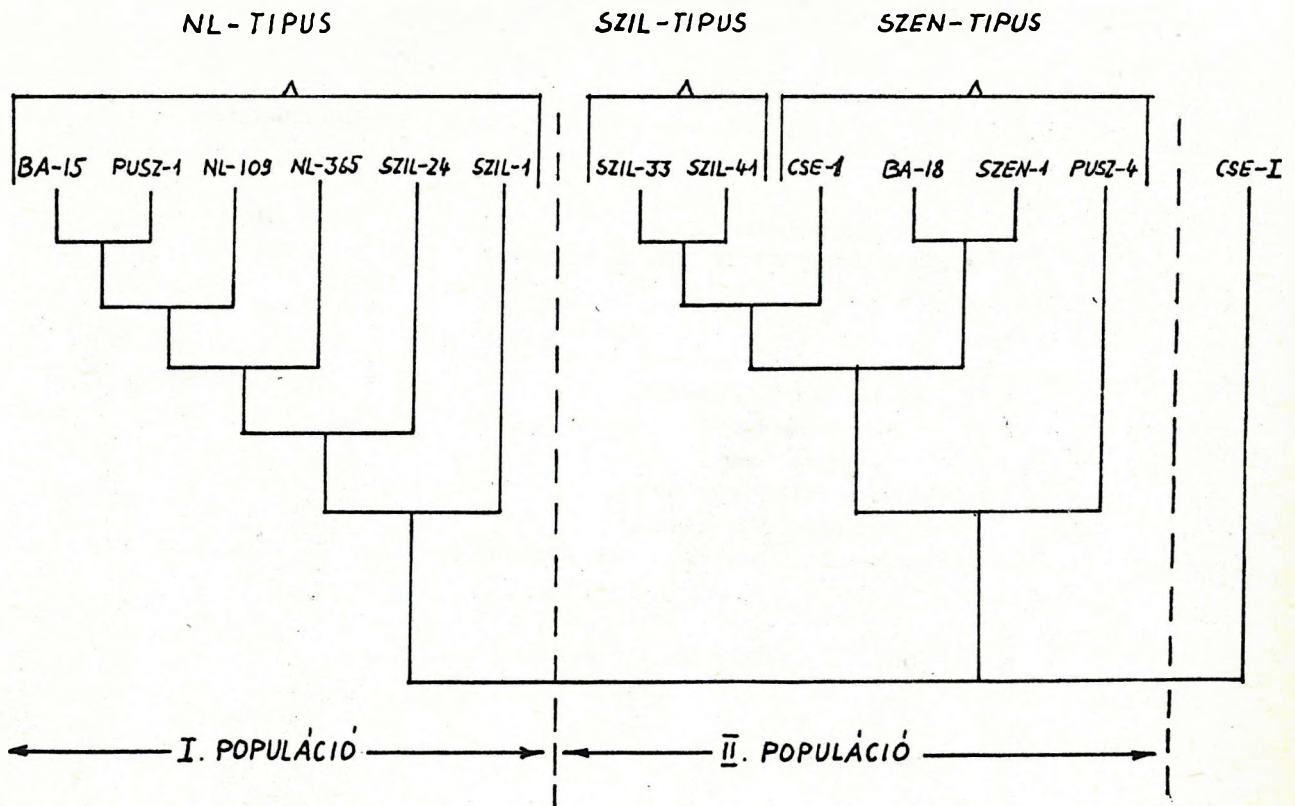 NL-TIPUS SZIL-TIPUS SZEN-TIPUS
BA-15 PUSZ-1 NL-109 NL-365 SZIL-24 SZIL-1 SZIL-33 SZIL-41 CSE-1 BA-18 SZEN-1 PUSZ-4 CSE-I
I. POPULÁCIÓ II. POPULÁCIÓ